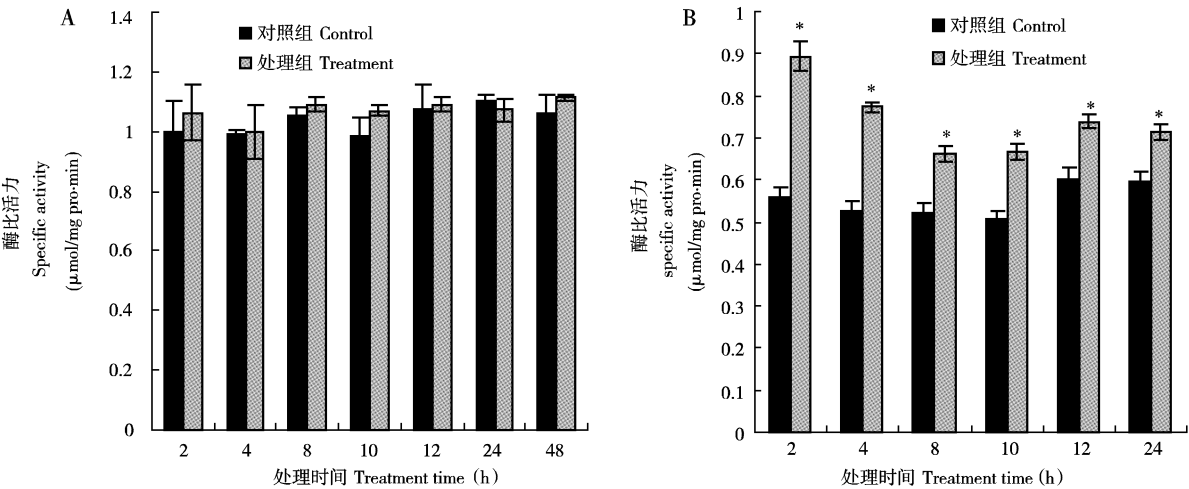 A
对照组 Control
处理组 Treatment
酶比活力
Specific activity
(μmol/mg pro·min)
1.4
1.2
1
0.8
0.6
0.4
0.2
0
2 4 8 10 12 24 48
处理时间 Treatment time (h)
B
对照组 Control
处理组 Treatment
酶比活力
specific activity
(μmol/mg pro·min)
1
0.9
0.8
0.7
0.6
0.5
0.4
0.3
0.2
0.1
0
* * * * * *
2 4 8 10 12 24
处理时间 Treatment time (h)